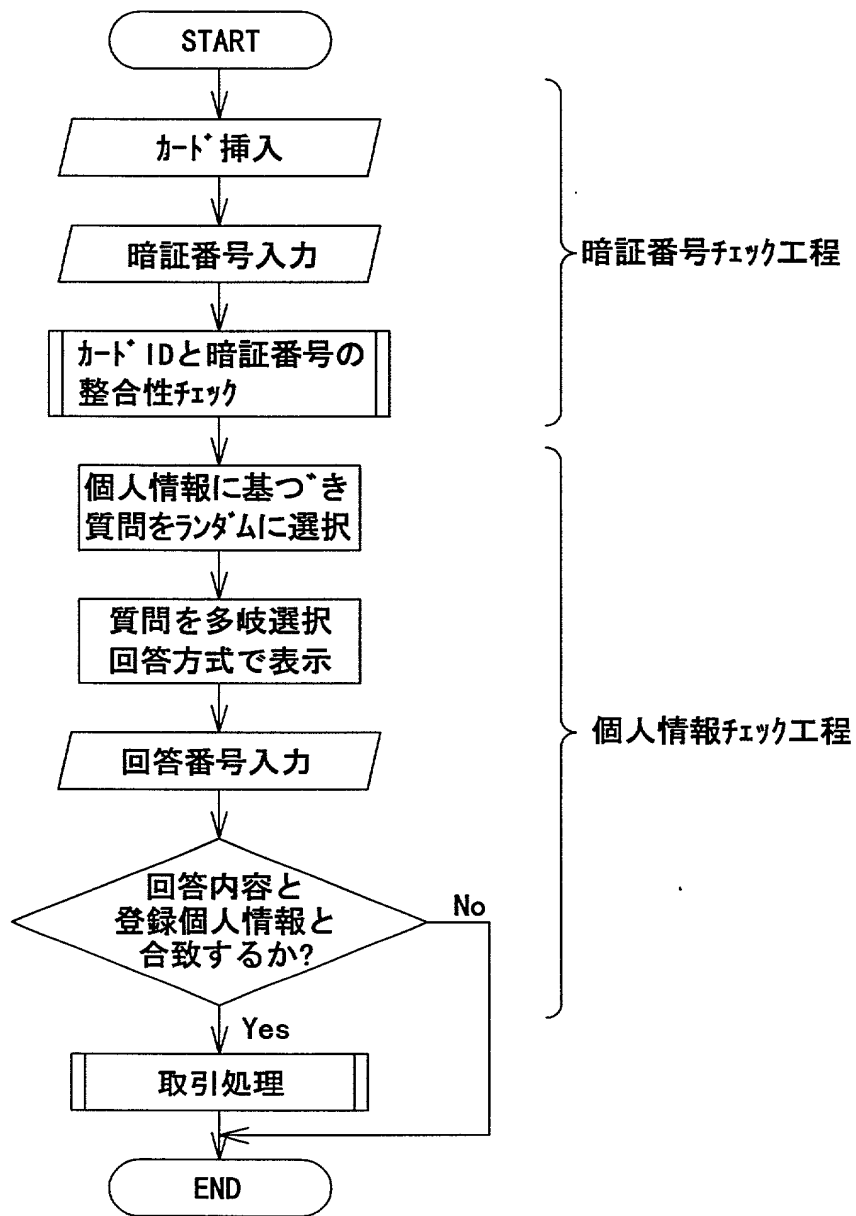 START
ｶｰﾄﾞ挿入
暗証番号入力
ｶｰﾄﾞIDと暗証番号の
整合性ﾁｪｯｸ
暗証番号ﾁｪｯｸ工程
個人情報に基づき
質問をﾗﾝﾀﾞﾑに選択
質問を多岐選択
回答方式で表示
回答番号入力
個人情報ﾁｪｯｸ工程
回答内容と
登録個人情報と
合致するか?
No
Yes
取引処理
END